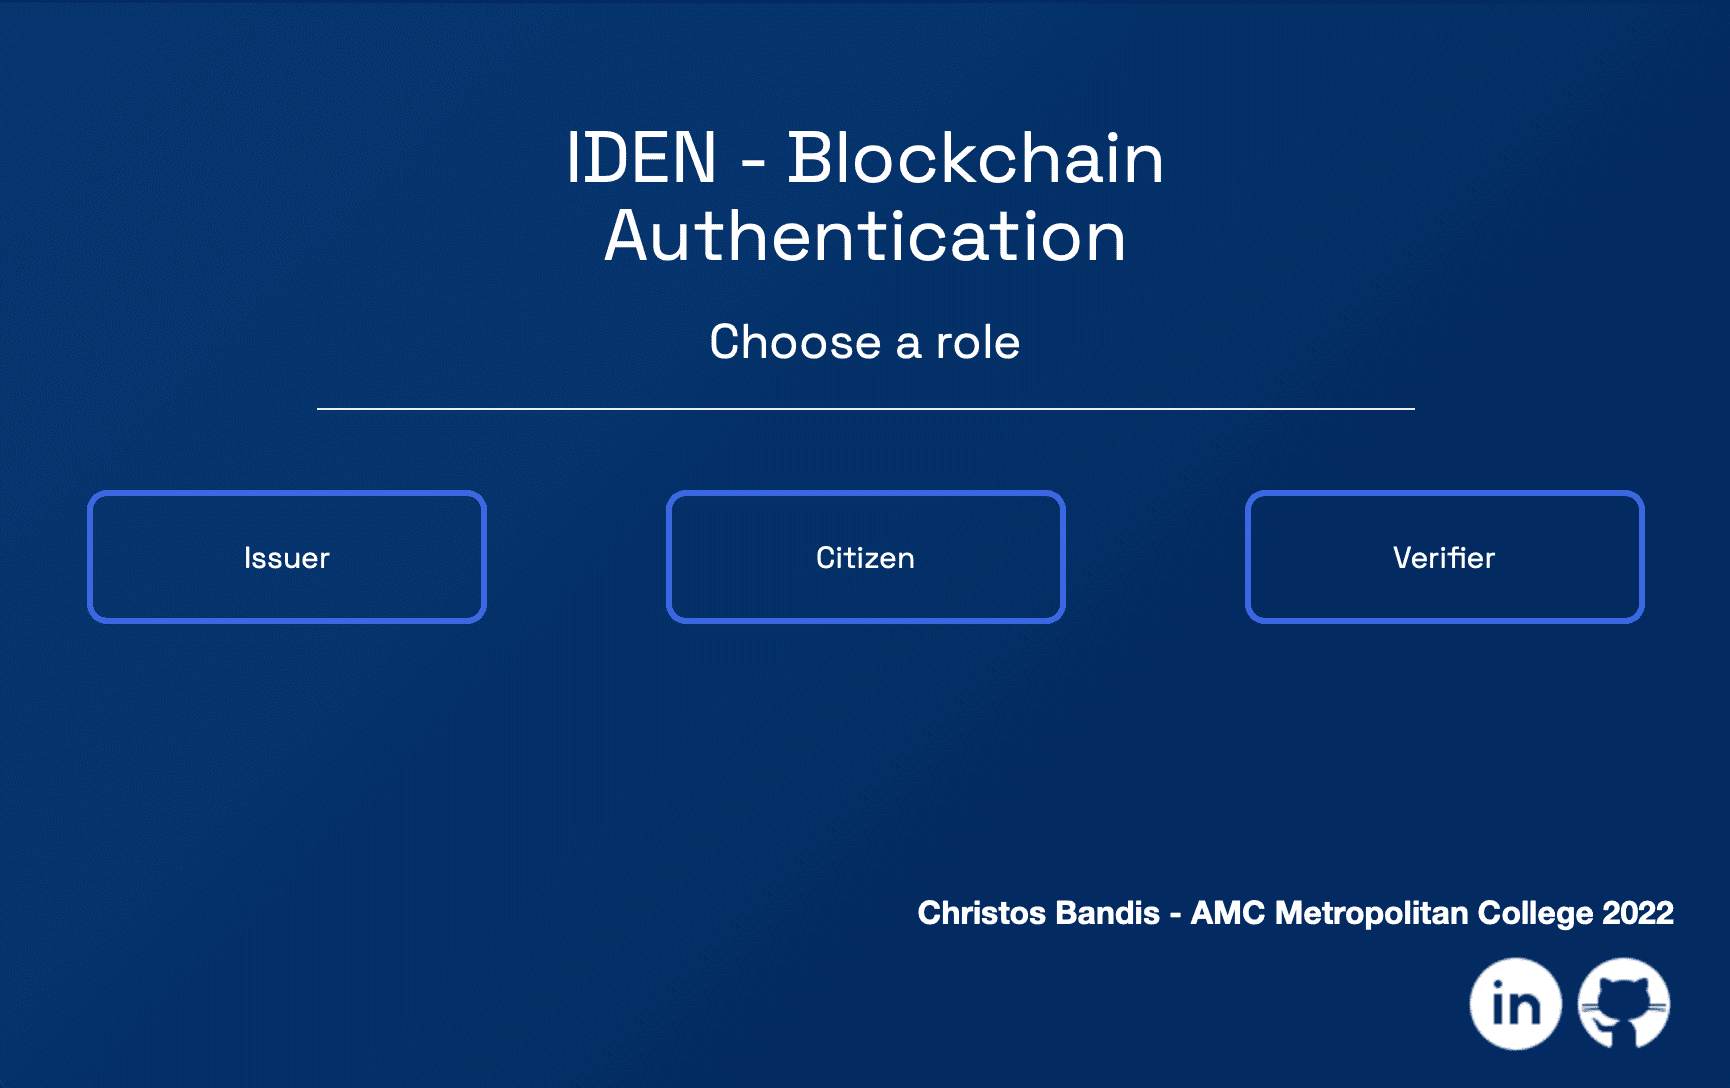 IDEN - Blockchain
Authentication
Choose a role
Issuer
Citizen
Verifier
Christos Bandis - AMC Metropolitan College 2022
in